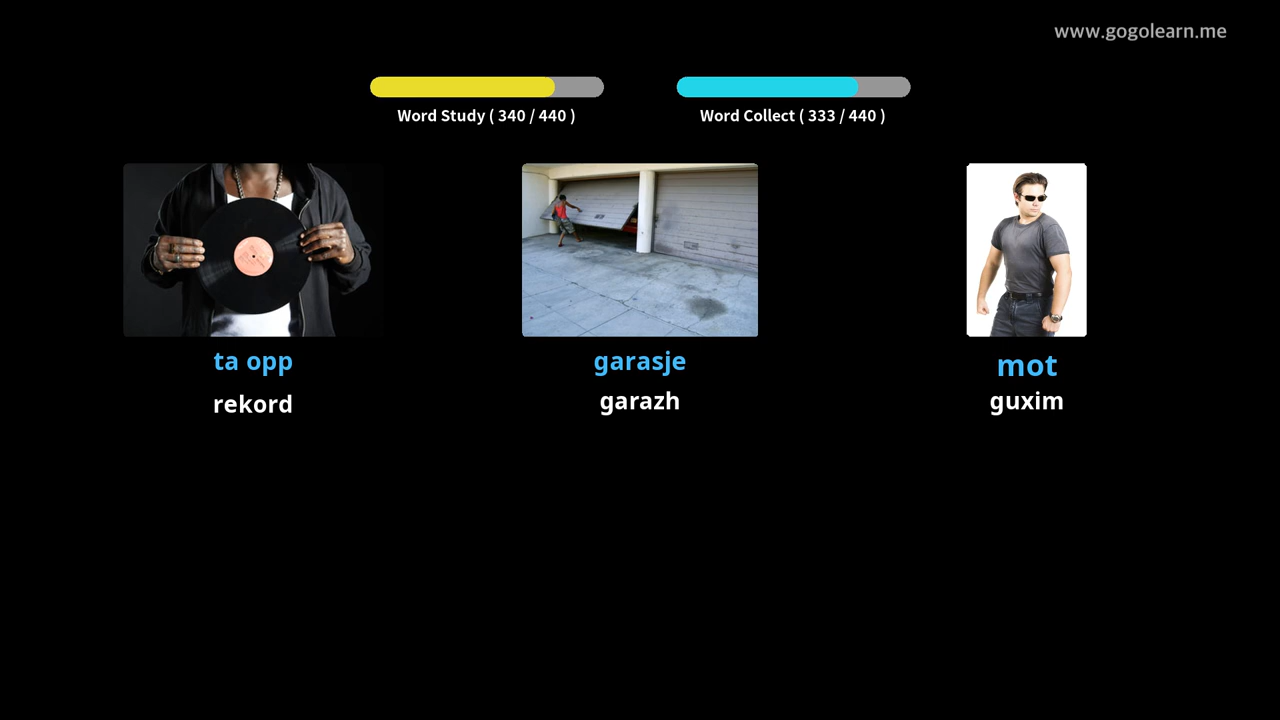 www.gogolearn.me
Word Study ( 340 / 440 )
Word Collect ( 333 / 440 )
ta opp
rekord
garasje
garazh
mot
guxim